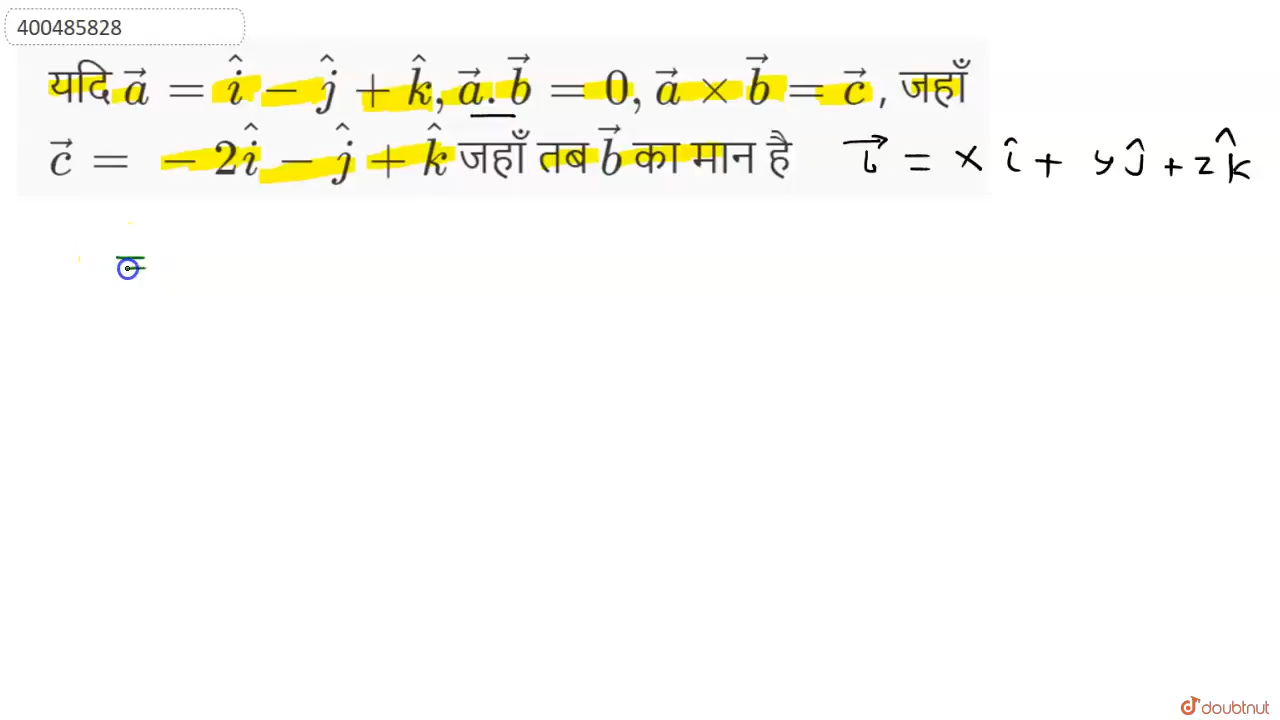 400485828
यदि \vec{a} = \hat{i} - \hat{j} + \hat{k}, \vec{a}.\vec{b} = 0, \vec{a} \times \vec{b} = \vec{c}, जहाँ
\vec{c} = -2\hat{i} - \hat{j} + \hat{k} जहाँ तब \vec{b} का मान है
= x \hat{i} + y \hat{j} + z \hat{k}
=
doubtnut